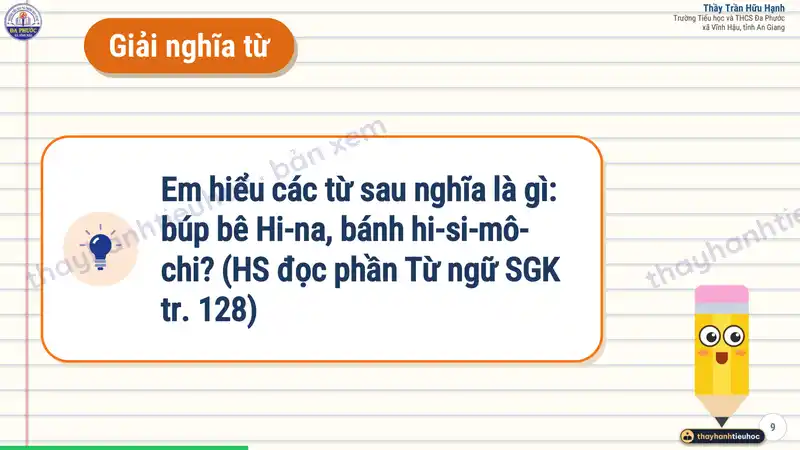 Thầy Trần Hữu Hạnh
Trường Tiểu học và THCS Đa Phước
xã Vĩnh Hậu, tỉnh An Giang
ĐA PHƯỚC
Giải nghĩa từ
Em hiểu các từ sau nghĩa là gì:
búp bê Hi-na, bánh hi-si-mô-
chi? (HS đọc phần Từ ngữ SGK
tr. 128)
thayhanhtieuhoc
9